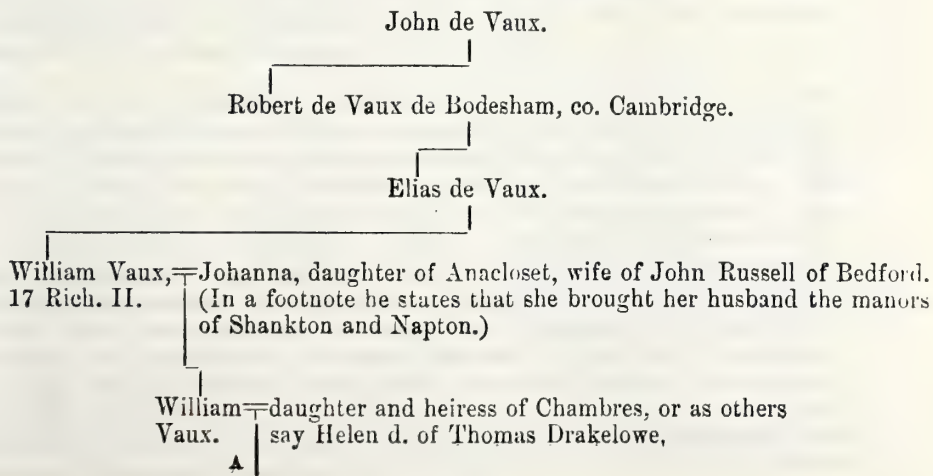 John de Vaux.
Robert de Vaux de Bodesham, co. Cambridge.
Elias de Vaux.
William Vaux,=Johanna, daughter of Anacloset, wife of John Russell of Bedford.
17 Rich. II. (In a footnote he states that she brought her husband the manors
of Shankton and Napton.)
William=daughter and heiress of Chambres, or as others
Vaux. say Helen d. of Thomas Drakelowe,
A